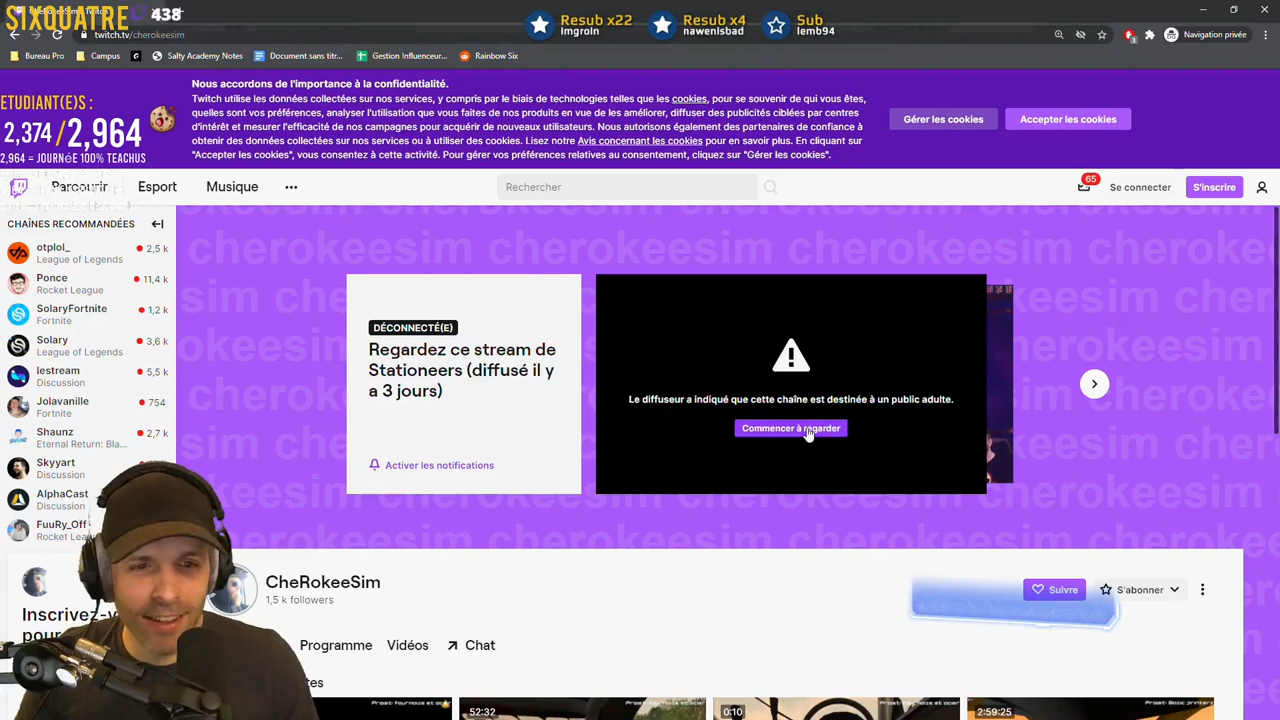 SIXQUATRE
438
Resub x22
lmgroln
Resub x4
nawenlsbad
Sub
lemb94
twitch.tv/cherokeesim
3
Navigation privée
Bureau Pro
Campus
Salty Academy Notes
Document sans titr...
Gestion Influenceur...
Rainbow Six
Nous accordons de l'importance à la confidentialité.
Twitch utilise les données collectées sur nos services, y compris par le biais de technologies telles que les cookies, pour se souvenir de qui vous êtes,
quelles sont vos préférences, analyser l'utilisation que vous faites de nos produits en vue de les améliorer, diffuser des publicités ciblées par centres
d'intérêt et mesurer l'efficacité de nos campagnes pour acquérir de nouveaux utilisateurs. Nous autorisons également des partenaires de confiance à
obtenir des données collectées sur nos services ou à utiliser des cookies. Lisez notre Avis concernant les cookies pour en savoir plus. En cliquant sur
"Accepter les cookies", vous consentez à cette activité. Pour gérer vos préférences relatives au consentement, cliquez sur "Gérer les cookies".
Gérer les cookies
Accepter les cookies
ETUDIANT(E)S :
2,374 / 2,964
2,964 = JOURNÉE 100% TEACHUS
Parcourir
Esport
Musique
Rechercher
65
Se connecter
S'inscrire
CHAÎNES RECOMMANDÉES
otplol_
2,5 k
League of Legends
Ponce
11,4 k
Rocket League
SolaryFortnite
1,2 k
Fortnite
Solary
3,6 k
League of Legends
lestream
5,5 k
Discussion
Jolavanille
754
Fortnite
Shaunz
2,7 k
Eternal Return: Bla...
Skyyart
Discussion
AlphaCast
Discussion
FuuRy_Off
Rocket League
cherokeesim cherokeesim cherokeesim
DÉCONNECTÉ(E)
Regardez ce stream de
Stationeers (diffusé il y
a 3 jours)
Activer les notifications
Le diffuseur a indiqué que cette chaîne est destinée à un public adulte.
Commencer à regarder
CheRokeeSim
1,5 k followers
Suivre
S'abonner
Inscrivez-v
pour
Programme
Vidéos
Chat
52:32
0:10
2:59:25